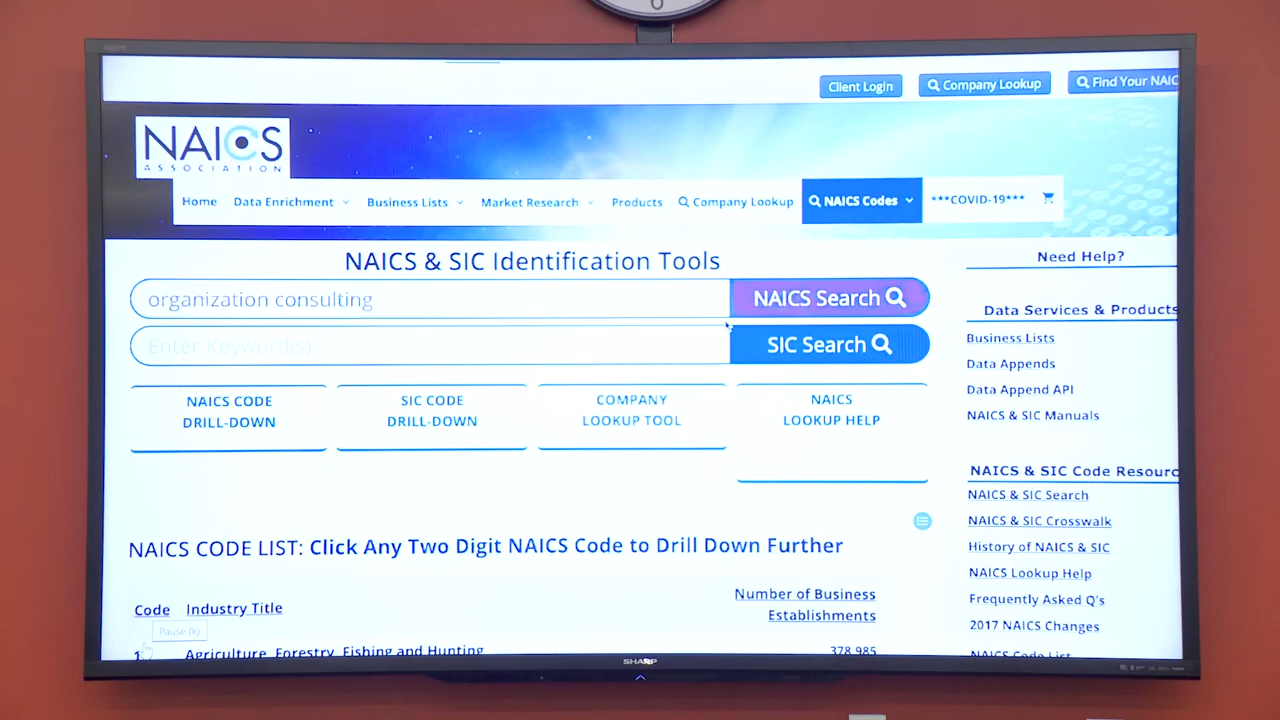 AQUOS
Client Login
Company Lookup
Find Your NAIC
NAICS
ASSOCIATION
Home
Data Enrichment
Business Lists
Market Research
Products
Company Lookup
NAICS Codes
***COVID-19***
NAICS & SIC Identification Tools
organization consulting
NAICS Search
Enter Keyword(s)
SIC Search
NAICS CODE
DRILL-DOWN
SIC CODE
DRILL-DOWN
COMPANY
LOOKUP TOOL
NAICS
LOOKUP HELP
Need Help?
Data Services & Products
Business Lists
Data Appends
Data Append API
NAICS & SIC Manuals
NAICS & SIC Code Resourc
NAICS & SIC Search
NAICS & SIC Crosswalk
History of NAICS & SIC
NAICS Lookup Help
Frequently Asked Q's
2017 NAICS Changes
NAICS Code List
NAICS CODE LIST: Click Any Two Digit NAICS Code to Drill Down Further
Code
Industry Title
Number of Business
Establishments
Pause (k)
Agriculture, Forestry, Fishing and Hunting
378,985
SHARP